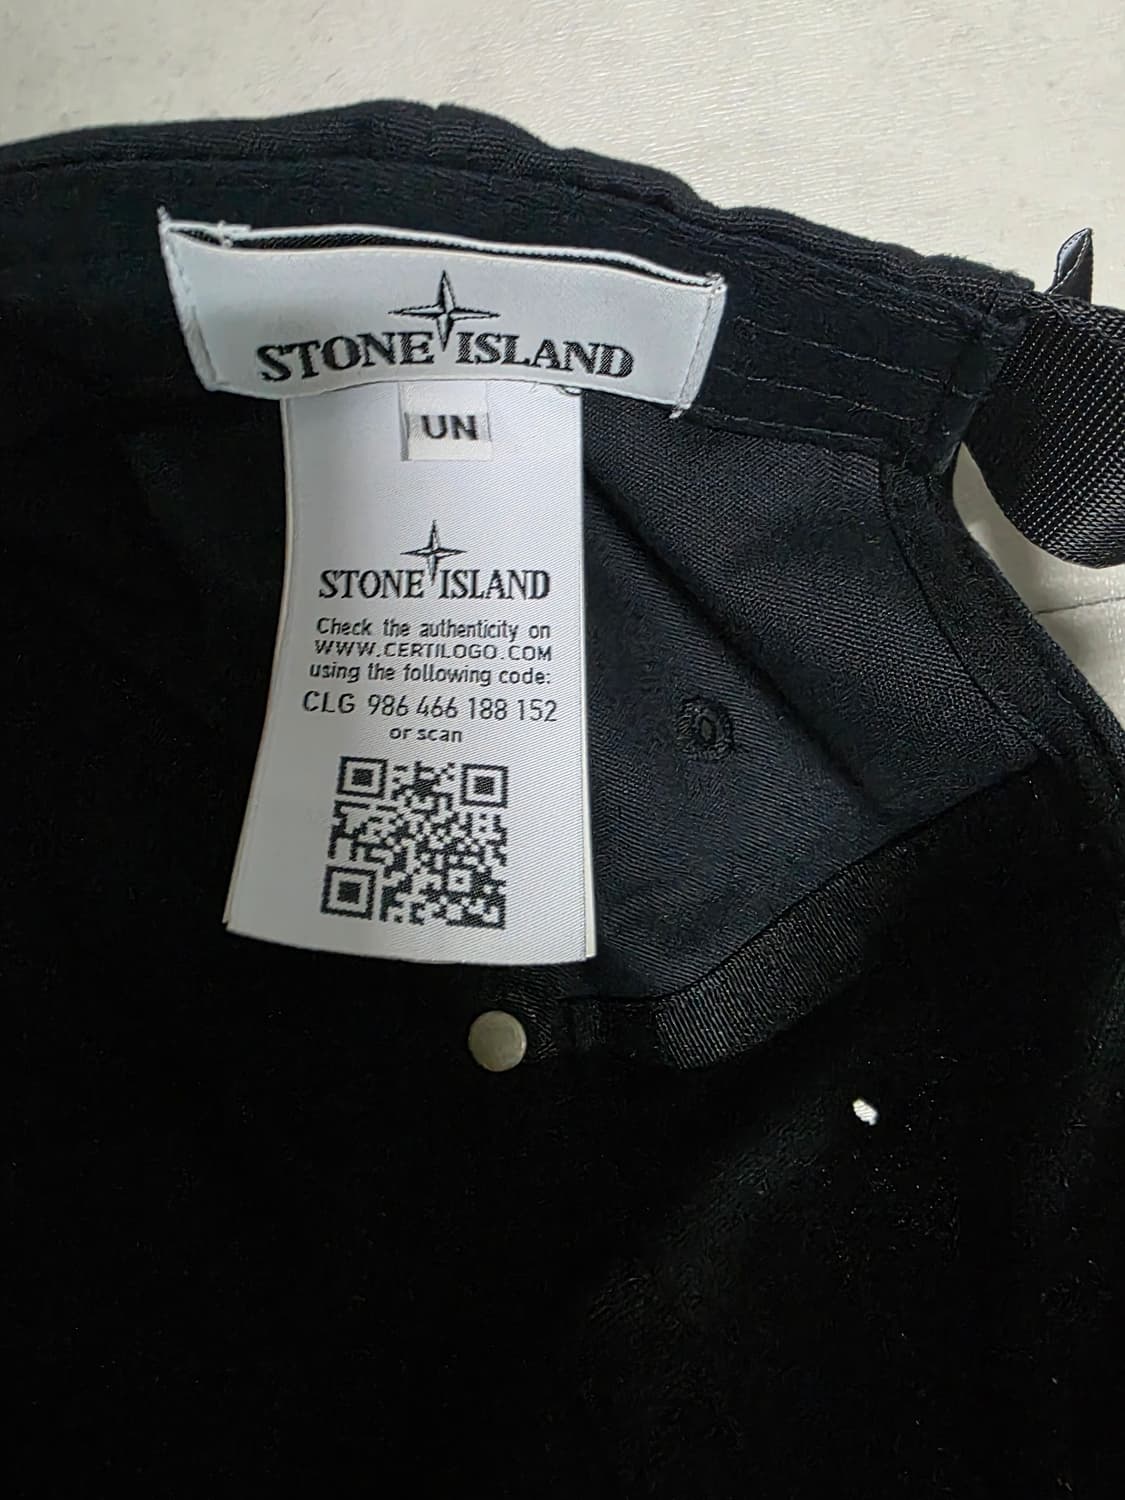 STONE ISLAND
UN
STONE ISLAND
Check the authenticity on
WWW.CERTILOGO.COM
using the following code:
CLG 986 466 188 152
or scan